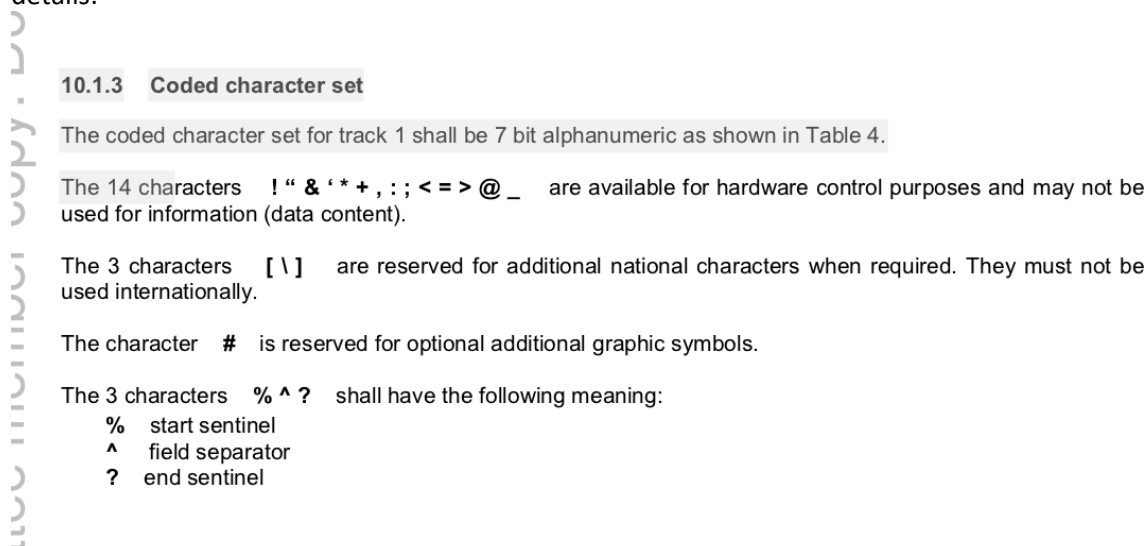 details.
10.1.3 Coded character set
The coded character set for track 1 shall be 7 bit alphanumeric as shown in Table 4.
The 14 characters ! “ & ‘ * + , : ; < = > @ _ are available for hardware control purposes and may not be
used for information (data content).
The 3 characters [ \ ] are reserved for additional national characters when required. They must not be
used internationally.
The character # is reserved for optional additional graphic symbols.
The 3 characters % ^ ? shall have the following meaning:
% start sentinel
^ field separator
? end sentinel